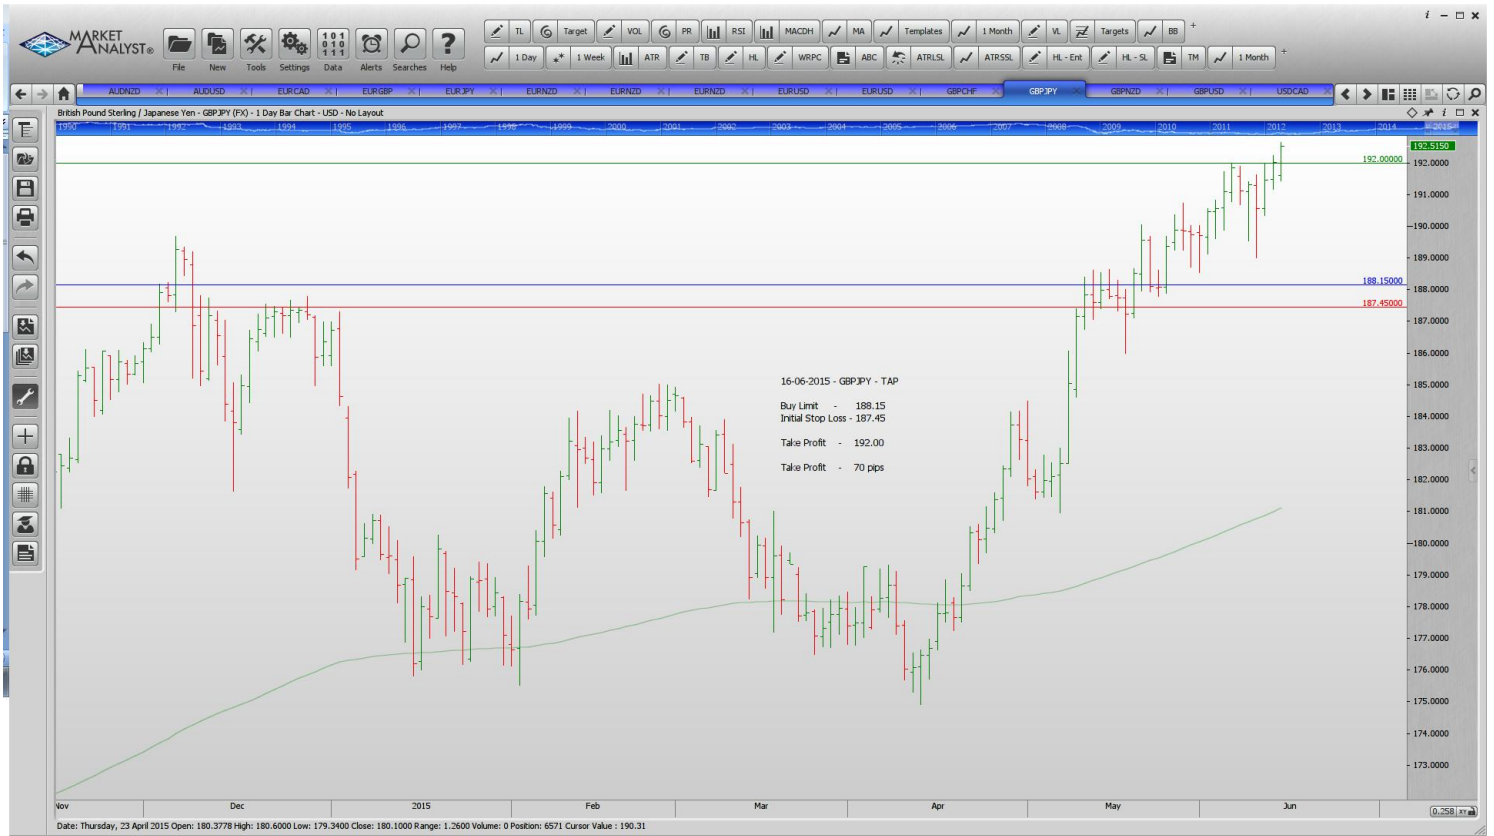 MARKET
ANALYST®
File
New
Tools
Settings
Data
Alerts
Searches
Help
TL
Target
VOL
PR
RSI
MACDH
MA
Templates
1 Month
VL
Targets
BB
1 Day
1 Week
ATR
TB
HL
WRPC
ABC
ATRLSL
ATRSSL
HL - Ent
HL - SL
TM
1 Month
AUDNZD
AUDUSD
EURCAD
EURGBP
EURJPY
EURNZD
EURNZD
EURNZD
EURUSD
EURUSD
GBPCHF
GBPJPY
GBPNZD
GBPUSD
USDCAD
British Pound Sterling / Japanese Yen - GBPJPY (FX) - 1 Day Bar Chart - USD - No Layout
1990 1991 1992 1993 1994 1995 1996 1997 1998 1999 2000 2001 2002 2003 2004 2005 2006 2007 2008 2009 2010 2011 2012 2013 2014 2015
192.5150
192.00000
192.0000
191.0000
190.0000
189.0000
188.15000
188.0000
187.45000
187.0000
186.0000
185.0000
184.0000
183.0000
182.0000
181.0000
180.0000
179.0000
178.0000
177.0000
176.0000
175.0000
174.0000
173.0000
16-06-2015 - GBPJPY - TAP
Buy Limit - 188.15
Initial Stop Loss - 187.45
Take Profit - 192.00
Take Profit - 70 pips
Nov Dec 2015 Feb Mar Apr May Jun
0.258 XY
Date: Thursday, 23 April 2015 Open: 180.3778 High: 180.6000 Low: 179.3400 Close: 180.1000 Range: 1.2600 Volume: 0 Position: 6571 Cursor Value : 190.31